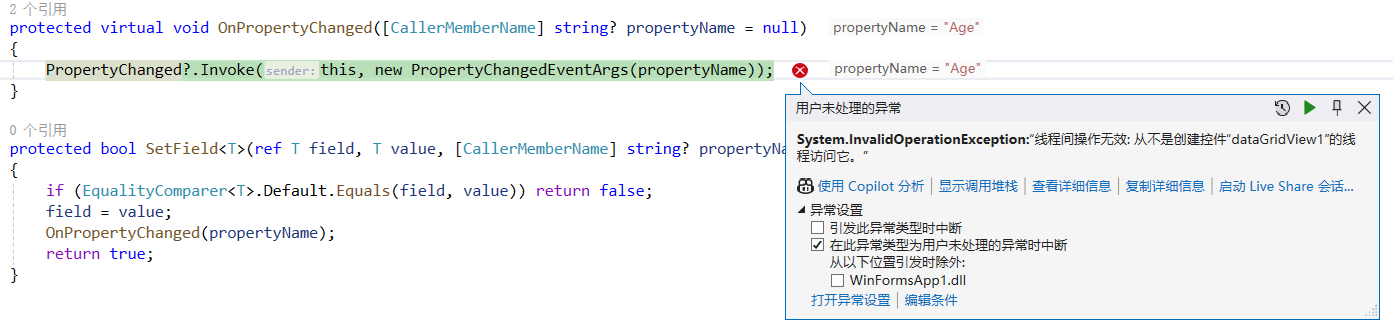 2 个引用
protected virtual void OnPropertyChanged([CallerMemberName] string? propertyName = null) propertyName = "Age"
{
PropertyChanged?.Invoke(sender: this, new PropertyChangedEventArgs(propertyName)); propertyName = "Age"
}
0 个引用
protected bool SetField<T>(ref T field, T value, [CallerMemberName] string? propertyNa
{
if (EqualityComparer<T>.Default.Equals(field, value)) return false;
field = value;
OnPropertyChanged(propertyName);
return true;
}
用户未处理的异常
System.InvalidOperationException:“线程间操作无效: 从不是创建控件“dataGridView1”的线
程访问它。”
使用 Copilot 分析 | 显示调用堆栈 | 查看详细信息 | 复制详细信息 | 启动 Live Share 会话...
异常设置
引发此异常类型时中断
在此异常类型为用户未处理的异常时中断
从以下位置引发时除外:
WinFormsApp1.dll
打开异常设置 | 编辑条件